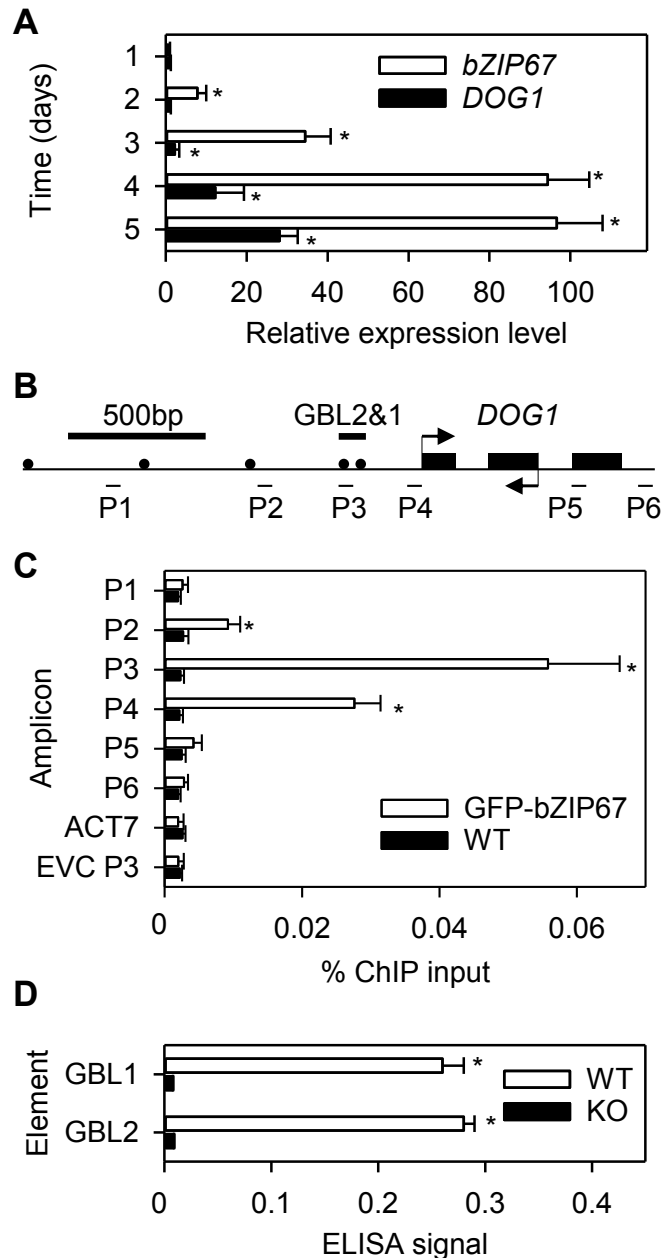 A
1
2
3
4
5
Time (days)
bZIP67
DOG1
*
*
*
*
*
*
*
0 20 40 60 80 100
Relative expression level
B
500bp GBL2&1 DOG1
P1 P2 P3 P4 P5 P6
C
P1
P2
P3
P4
P5
P6
ACT7
EVC P3
Amplicon
*
*
*
GFP-bZIP67
WT
0 0.02 0.04 0.06
% ChIP input
D
GBL1
GBL2
Element
*
*
WT
KO
0 0.1 0.2 0.3 0.4
ELISA signal